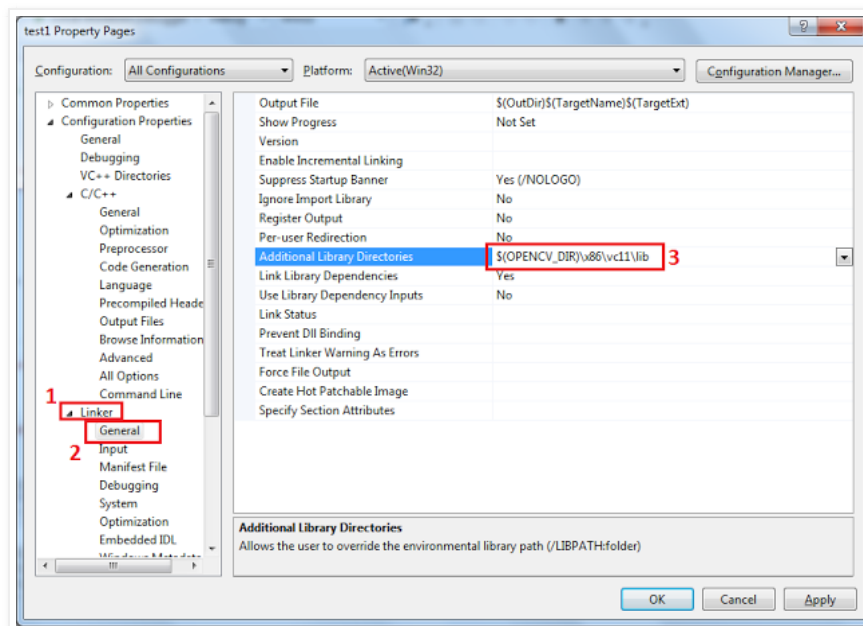 test1 Property Pages
Configuration: All Configurations Platform: Active(Win32) Configuration Manager...
Common Properties
Configuration Properties
General
Debugging
VC++ Directories
C/C++
General
Optimization
Preprocessor
Code Generation
Language
Precompiled Heade
Output Files
Browse Information
Advanced
All Options
Command Line
1
Linker
General
2
Input
Manifest File
Debugging
System
Optimization
Embedded IDL
Windows Metadata
Output File $(OutDir)$(TargetName)$(TargetExt)
Show Progress Not Set
Version
Enable Incremental Linking
Suppress Startup Banner Yes (/NOLOGO)
Ignore Import Library No
Register Output No
Per-user Redirection No
Additional Library Directories $(OPENCV_DIR)\x86\vc11\lib 3
Link Library Dependencies Yes
Use Library Dependency Inputs No
Link Status
Prevent Dll Binding
Treat Linker Warning As Errors
Force File Output
Create Hot Patchable Image
Specify Section Attributes
Additional Library Directories
Allows the user to override the environmental library path (/LIBPATH:folder)
OK Cancel Apply